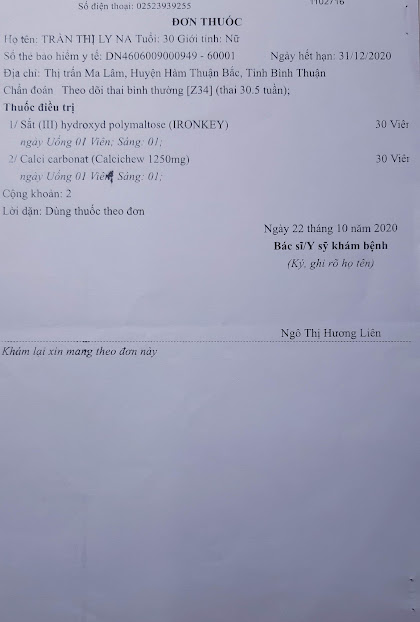 Số điện thoại: 02523939255
1102716
ĐƠN THUỐC
Họ tên: TRẦN THỊ LY NA Tuổi: 30 Giới tính: Nữ
Số thẻ bảo hiểm y tế: DN4606009000949 - 60001 Ngày hết hạn: 31/12/2020
Địa chỉ: Thị trấn Ma Lâm, Huyện Hàm Thuận Bắc, Tỉnh Bình Thuận
Chẩn đoán Theo dõi thai bình thường [Z34] (thai 30.5 tuần);
Thuốc điều trị
1/ Sắt (III) hydroxyd polymaltose (IRONKEY) 30 Viên
ngày Uống 01 Viên; Sáng: 01;
2/ Calci carbonat (Calcichew 1250mg) 30 Viên
ngày Uống 01 Viên; Sáng: 01;
Cộng khoản: 2
Lời dặn: Dùng thuốc theo đơn
Ngày 22 tháng 10 năm 2020
Bác sĩ/Y sỹ khám bệnh
(Ký, ghi rõ họ tên)
Ngô Thị Hương Liên
Khám lại xin mang theo đơn này